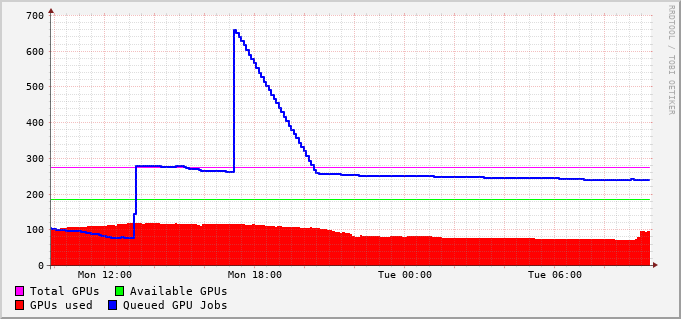 700
600
500
400
300
200
100
0
Mon 12:00 Mon 18:00 Tue 00:00 Tue 06:00
Total GPUs Available GPUs
GPUs used Queued GPU Jobs
RRDTOOL / TOBI OETIKER